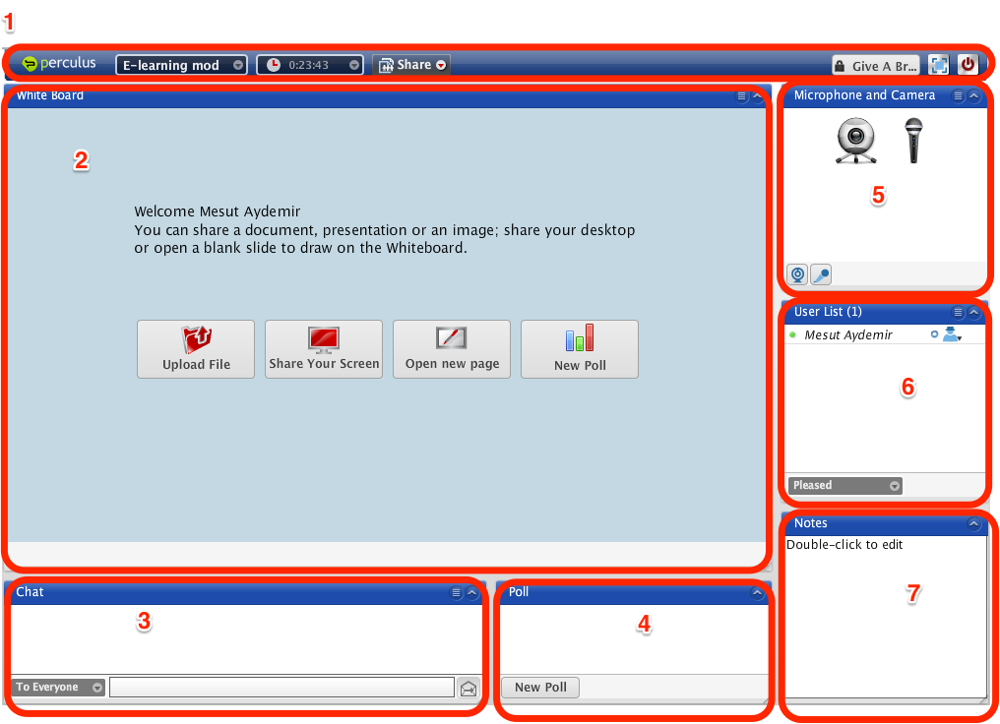 1
perculus
E-learning mod
0:23:43
Share
Give A Br...
White Board
2
Welcome Mesut Aydemir
You can share a document, presentation or an image; share your desktop
or open a blank slide to draw on the Whiteboard.
Upload File
Share Your Screen
Open new page
New Poll
Microphone and Camera
5
User List (1)
Mesut Aydemir
6
Pleased
Notes
Double-click to edit
7
Chat
3
To Everyone
Poll
4
New Poll